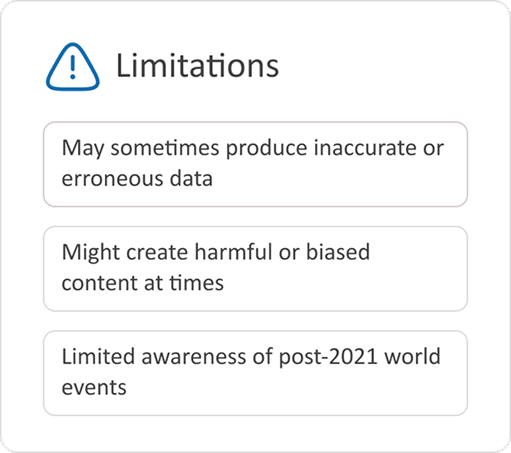 Limitations
May sometimes produce inaccurate or
erroneous data
Might create harmful or biased
content at times
Limited awareness of post-2021 world
events